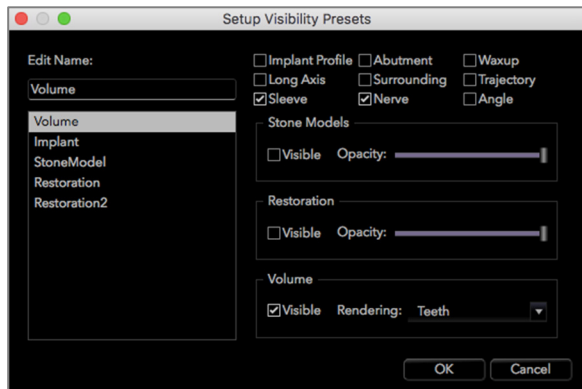 Setup Visibility Presets
Edit Name:
Volume
Volume
Implant
StoneModel
Restoration
Restoration2
Implant Profile Abutment Waxup
Long Axis Surrounding Trajectory
Sleeve Nerve Angle
Stone Models
Visible Opacity:
Restoration
Visible Opacity:
Volume
Visible Rendering: Teeth
OK Cancel